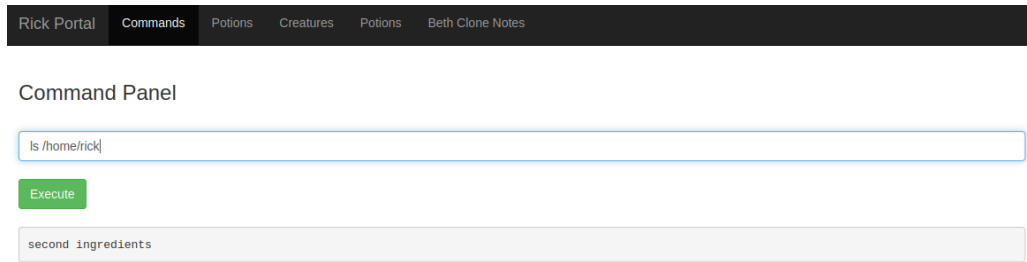 Rick Portal Commands Potions Creatures Potions Beth Clone Notes
Command Panel
ls /home/rick
Execute
second ingredients